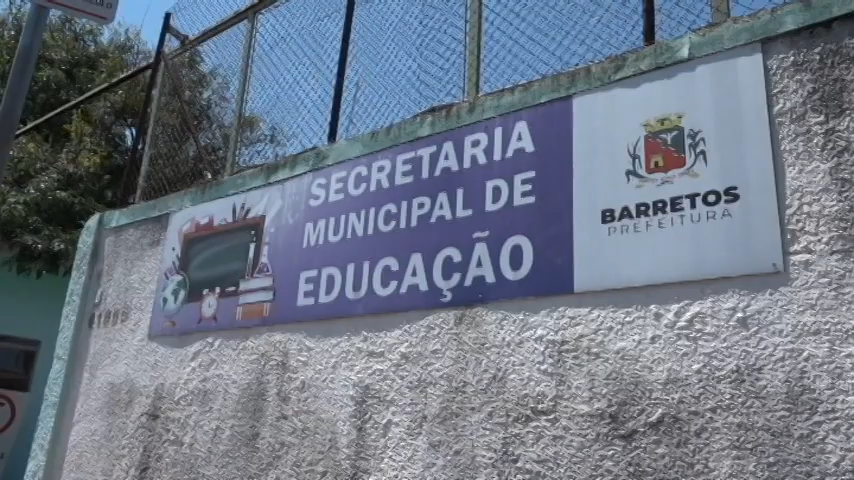 SECRETARIA
MUNICIPAL DE
EDUCAÇÃO
BARRETOS
PREFEITURA